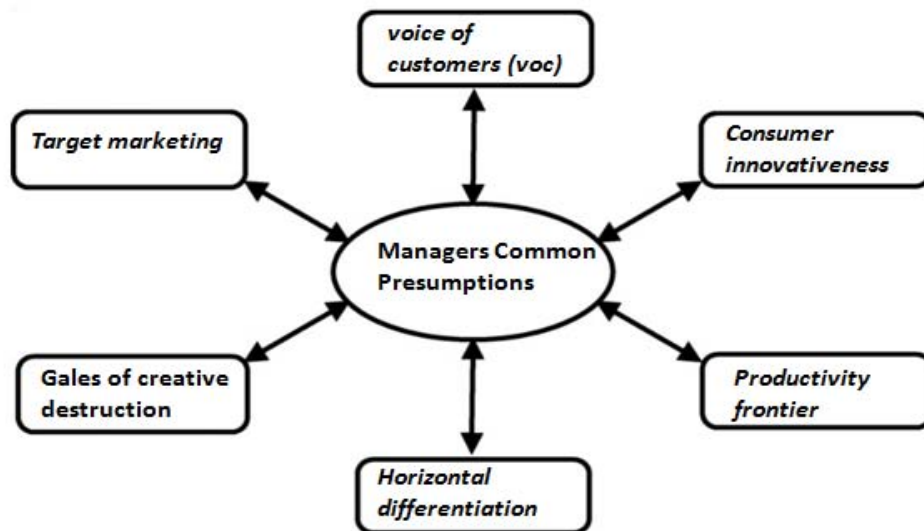 voice of
customers (voc)
Target marketing
Consumer
innovativeness
Managers Common
Presumptions
Gales of creative
destruction
Productivity
frontier
Horizontal
differentiation